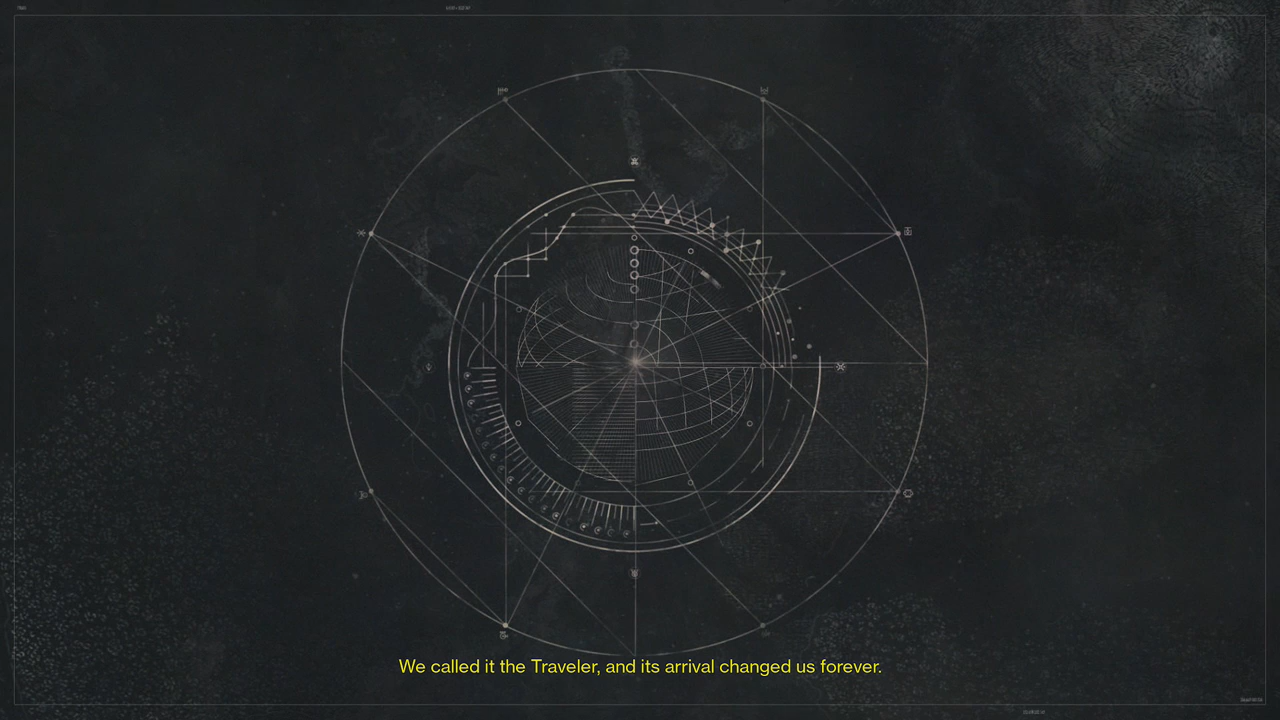 We called it the Traveler, and its arrival changed us forever.